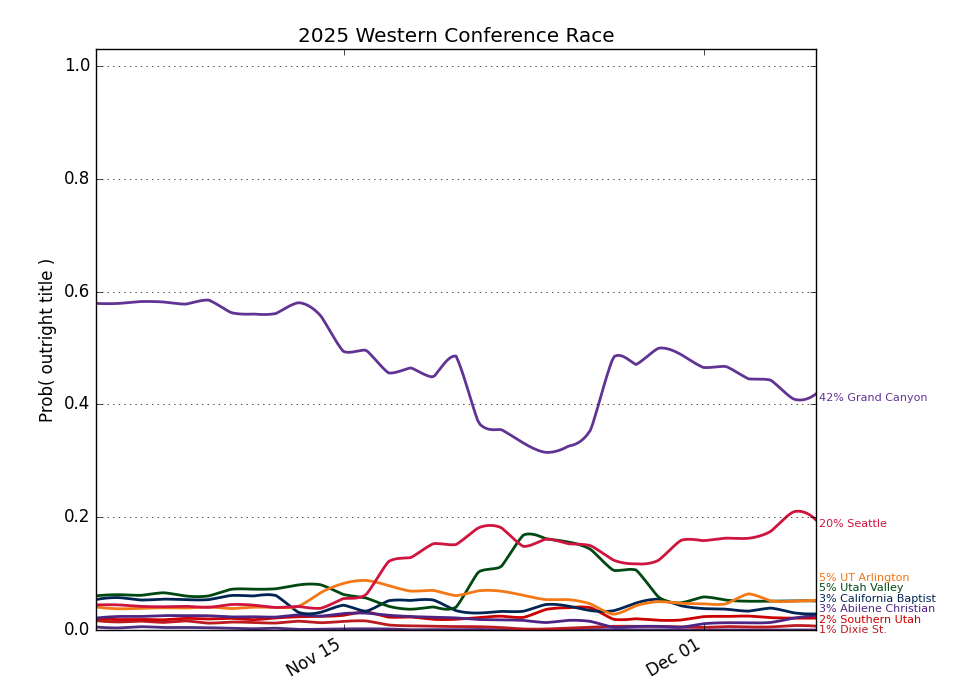 2025 Western Conference Race
Prob( outright title )
1.0
0.8
0.6
0.4
0.2
0.0
Nov 15
Dec 01
42% Grand Canyon
20% Seattle
5% UT Arlington
5% Utah Valley
3% California Baptist
3% Abilene Christian
2% Southern Utah
1% Dixie St.